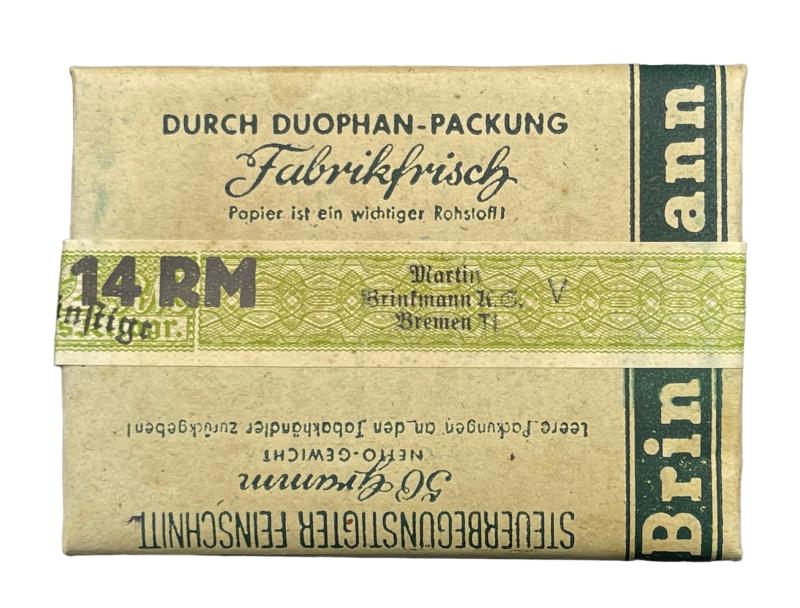 DURCH DUOPHAN-PACKUNG
Fabrikfrisch
Papier ist ein wichtiger Rohstoff!
14 RM
Martin
Brinkmann K.G. V
Bremen
leere Packungen an den Tabakhändler zurückgeben!
NETTO-GEWICHT
50 Gramm
STEUERBEGÜNSTIGTER FEINSCHNITT
Brin ann